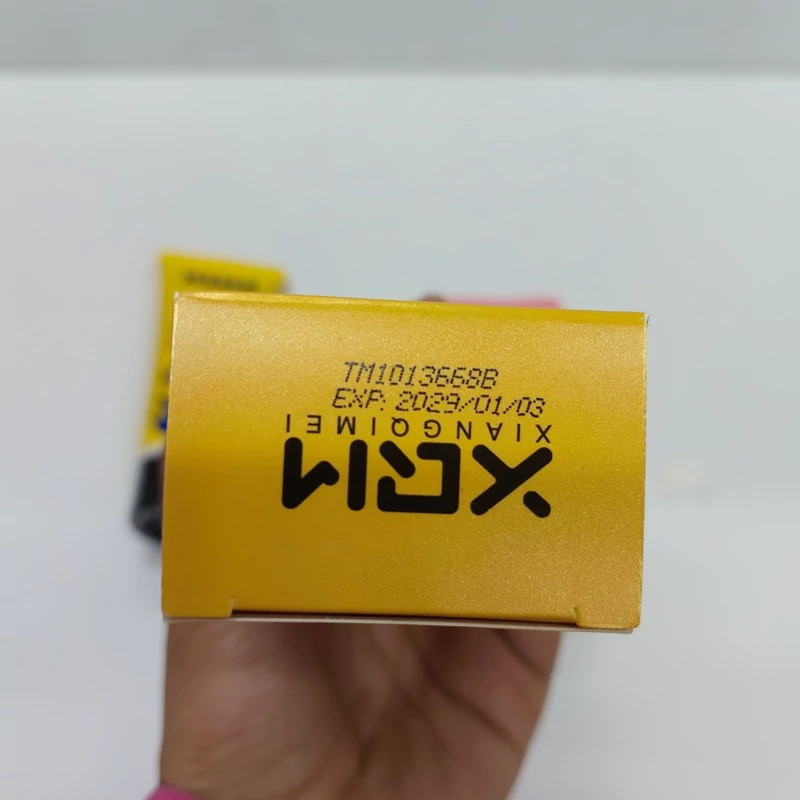 TM1013668B
EXP: 2029/01/03
XIANGQIMEI
XQM